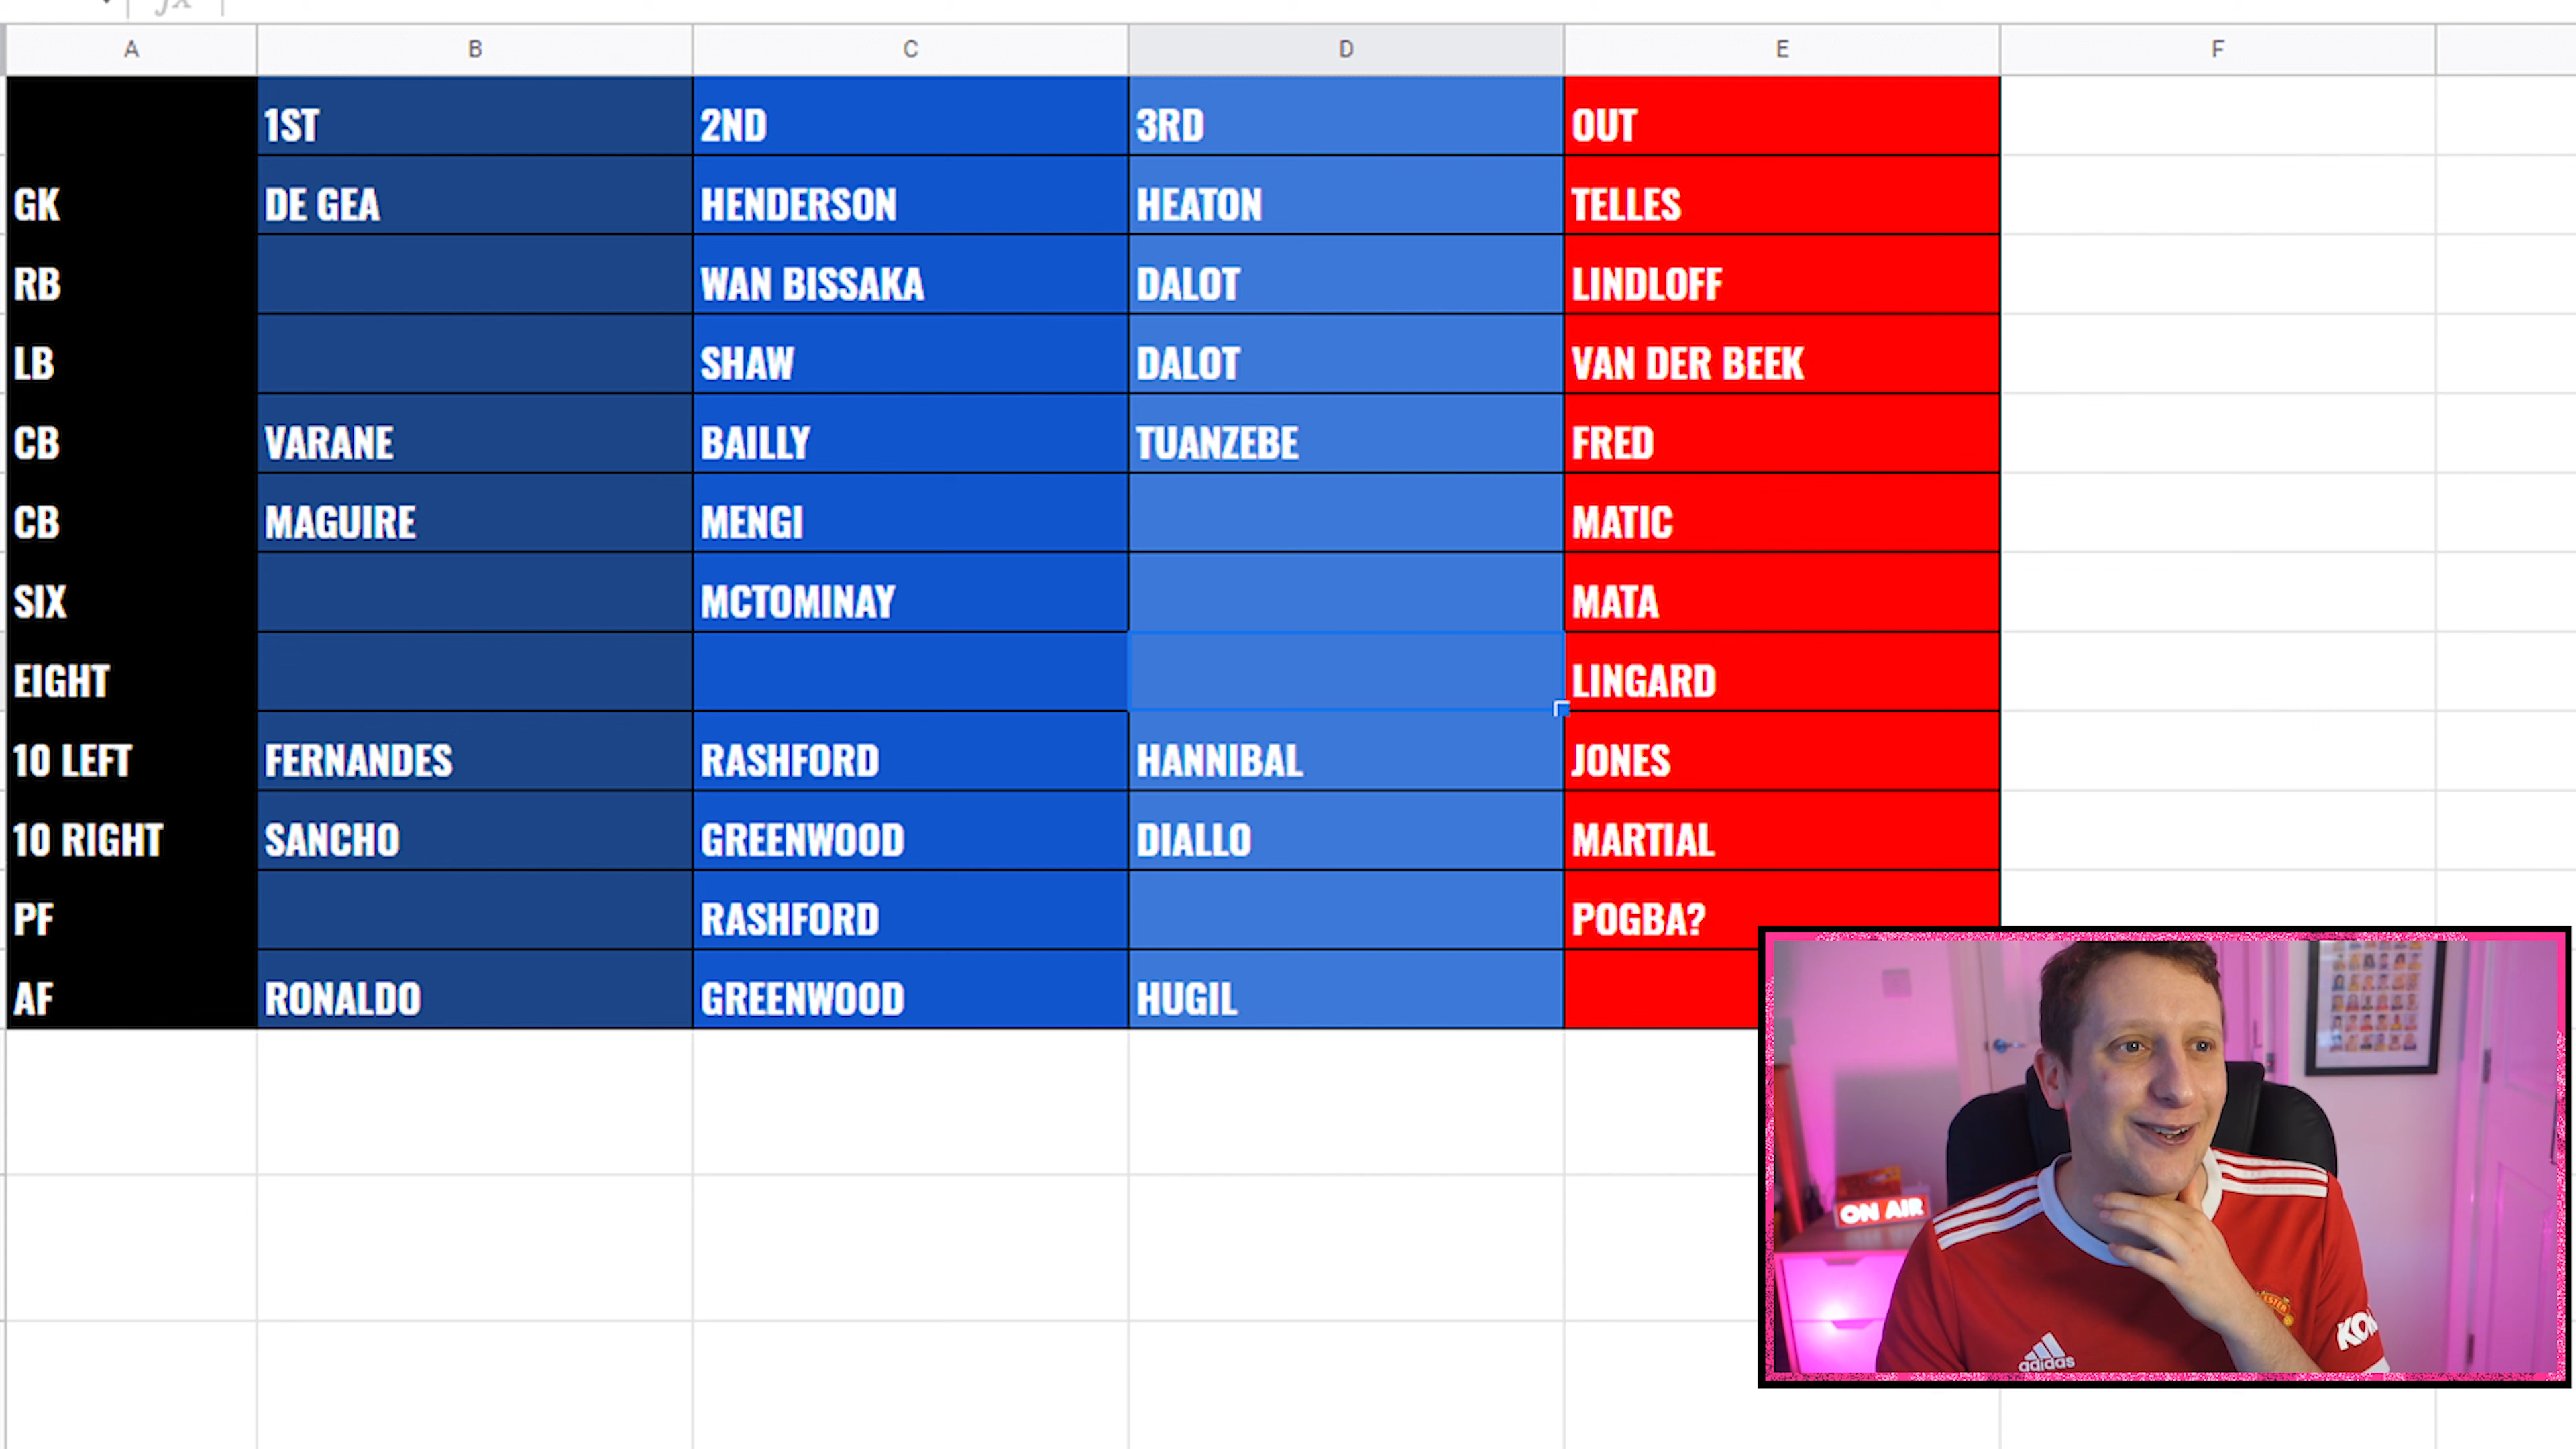 A B C D E F
1ST 2ND 3RD OUT
GK DE GEA HENDERSON HEATON TELLES
RB WAN BISSAKA DALOT LINDLOFF
LB SHAW DALOT VAN DER BEEK
CB VARANE BAILLY TUANZEBE FRED
CB MAGUIRE MENGI MATIC
SIX MCTOMINAY MATA
EIGHT LINGARD
10 LEFT FERNANDES RASHFORD HANNIBAL JONES
10 RIGHT SANCHO GREENWOOD DIALLO MARTIAL
PF RASHFORD POGBA?
AF RONALDO GREENWOOD HUGIL
ON AIR
adidas